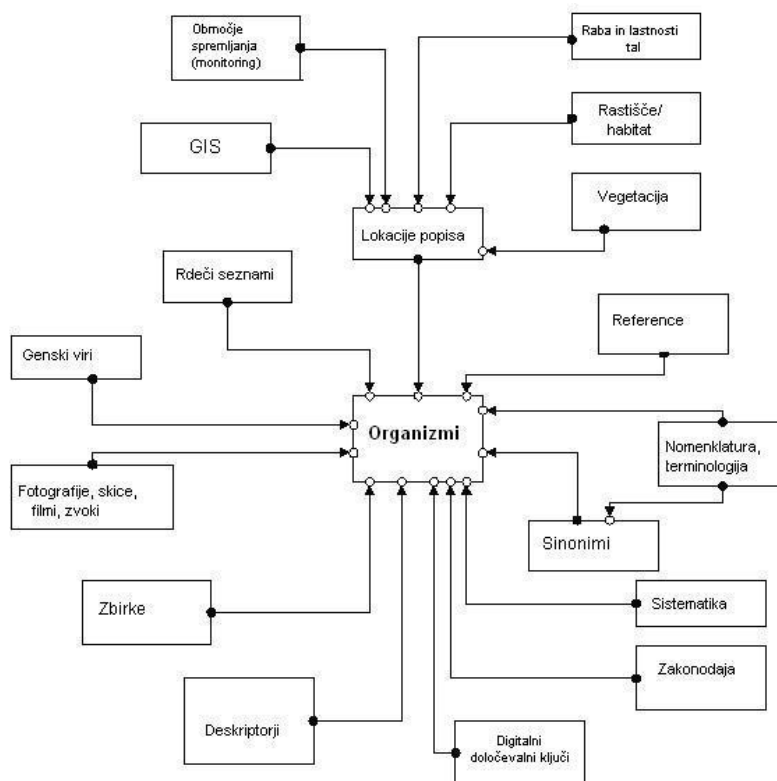 Območje
spremljanja
(monitoring)
Raba in lastnosti
tal
GIS
Rastišče/
habitat
Vegetacija
Lokacije popisa
Rdeči seznami
Reference
Genski viri
Organizmi
Nomenklatura,
terminologija
Fotografije, skice,
filmi, zvoki
Sinonimi
Zbirke
Sistematika
Zakonodaja
Deskriptorji
Digitalni
določevalni ključi